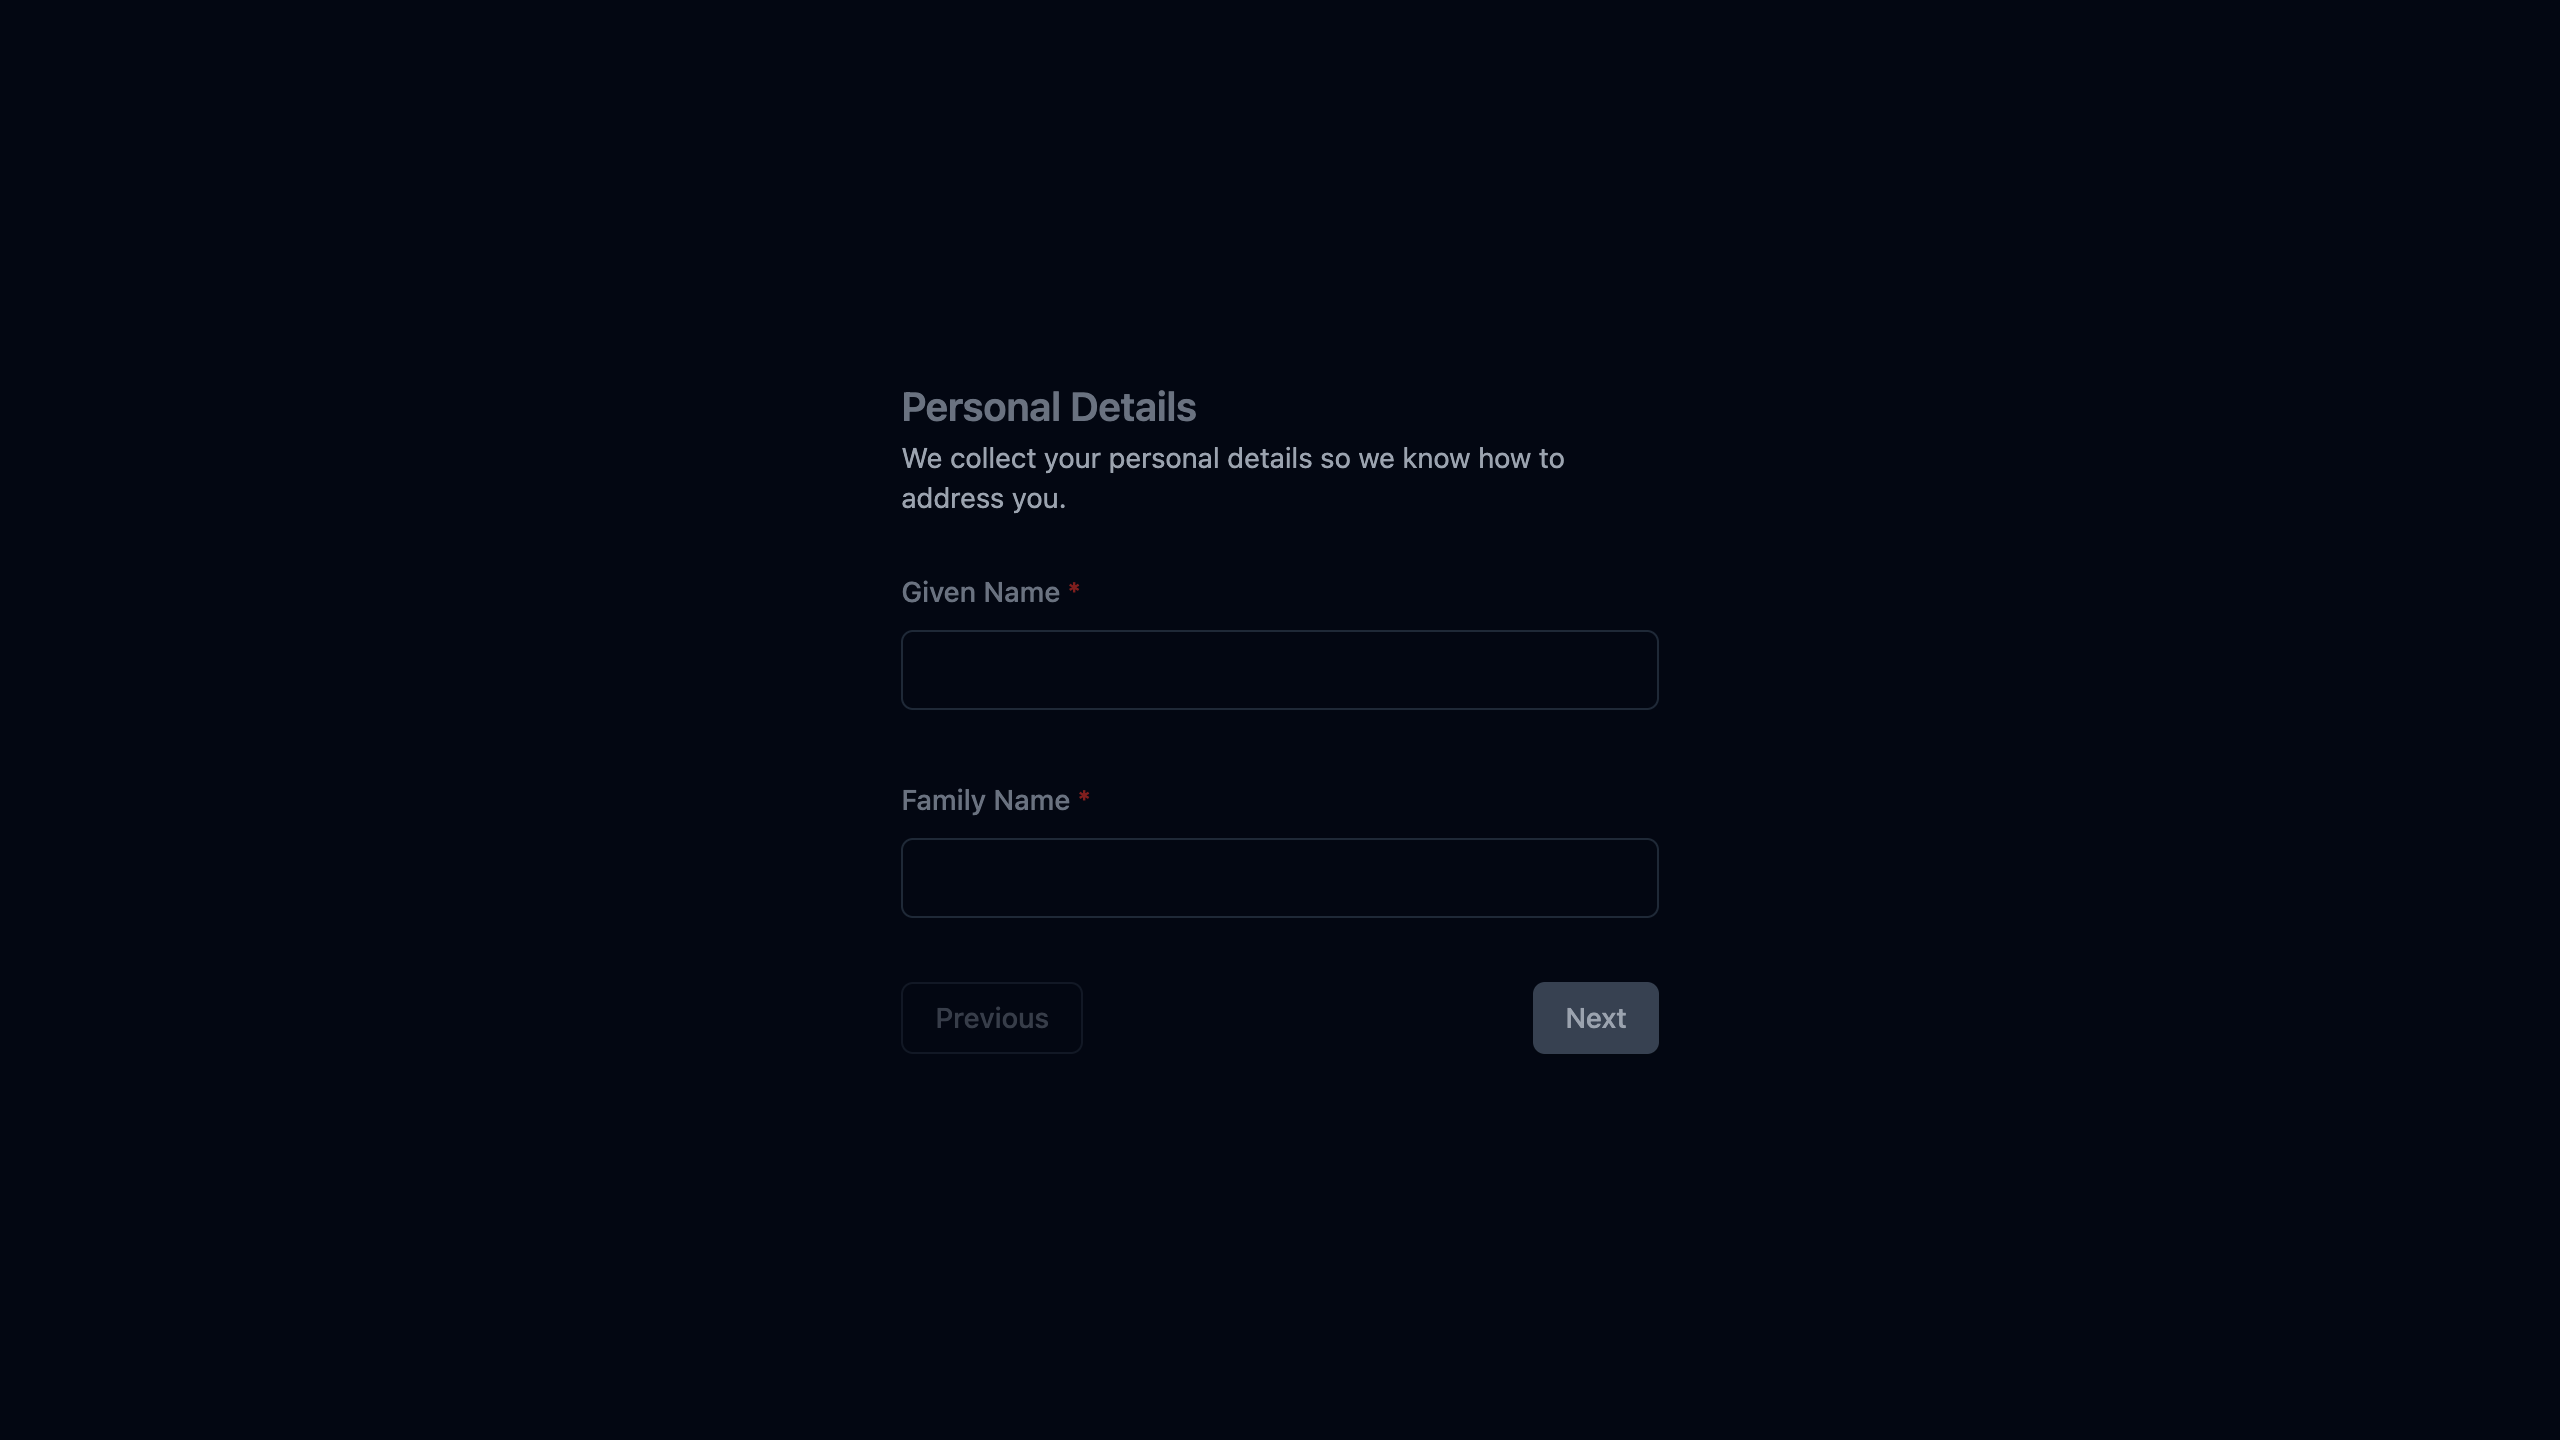 Personal Details
We collect your personal details so we know how to
address you.
Given Name *
Family Name *
Previous
Next